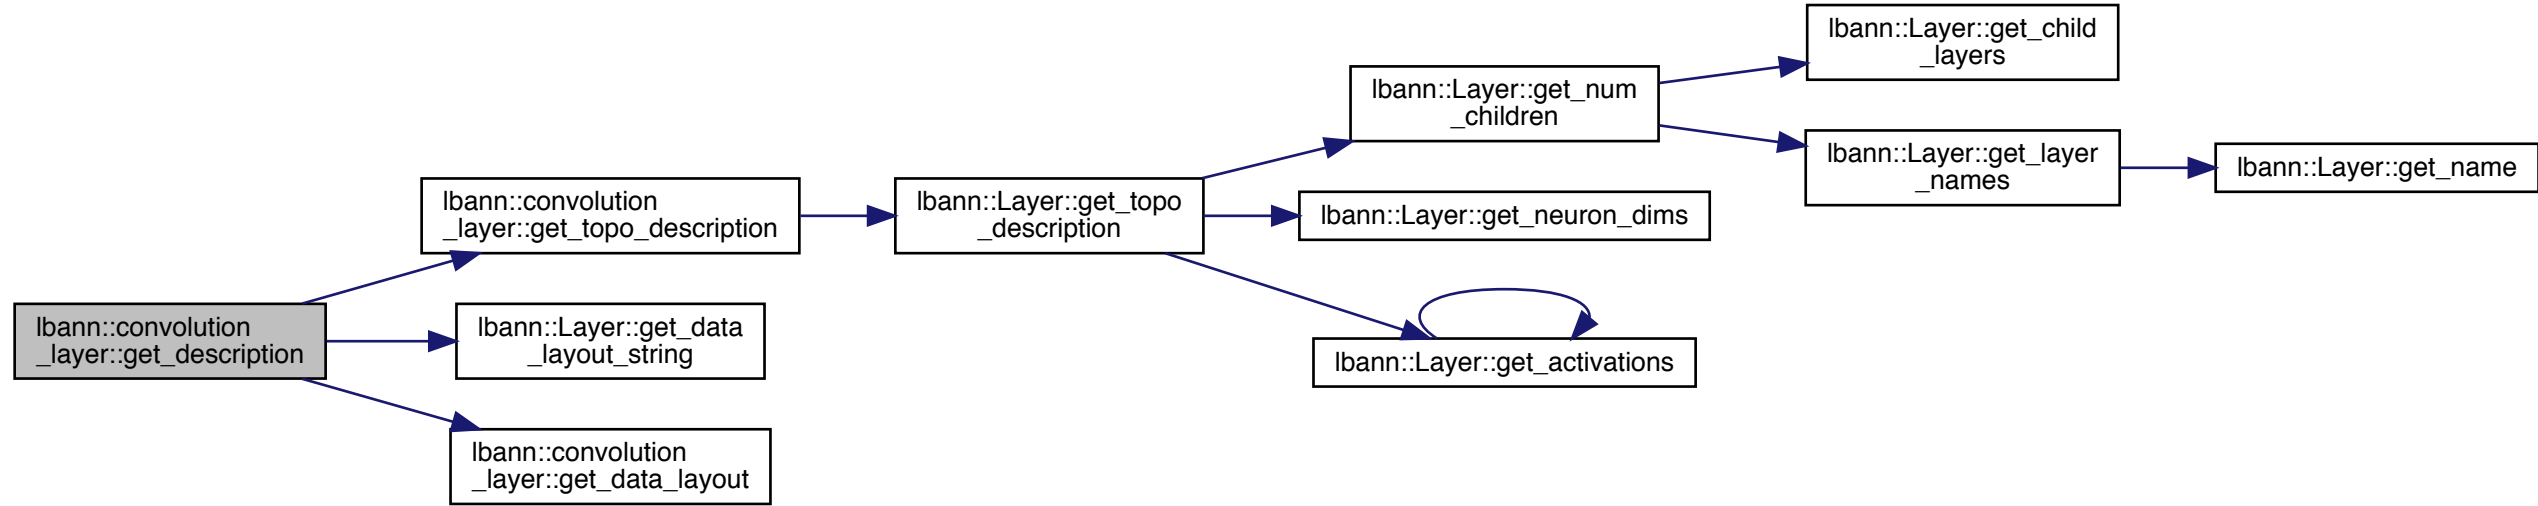 lbann::convolution
_layer::get_description
lbann::convolution
_layer::get_topo_description
lbann::Layer::get_data
_layout_string
lbann::convolution
_layer::get_data_layout
lbann::Layer::get_topo
_description
lbann::Layer::get_num
_children
lbann::Layer::get_neuron_dims
lbann::Layer::get_activations
lbann::Layer::get_child
_layers
lbann::Layer::get_layer
_names
lbann::Layer::get_name